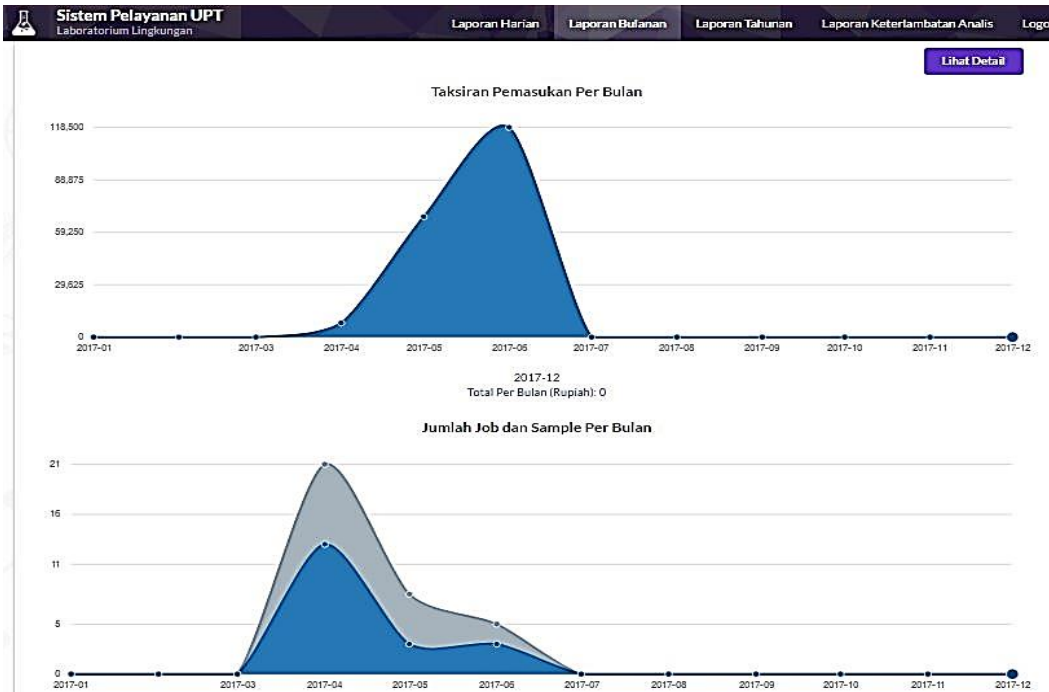 Sistem Pelayanan UPT
Laboratorium Lingkungan
Laporan Harian Laporan Bulanan Laporan Tahunan Laporan Keterlambatan Analis Logo
Lihat Detail
Taksiran Pemasukan Per Bulan
118,500
88,875
59,250
29,625
0
2017-01 2017-03 2017-04 2017-05 2017-06 2017-07 2017-08 2017-09 2017-10 2017-11 2017-12
2017-12
Total Per Bulan (Rupiah): 0
Jumlah Job dan Sample Per Bulan
21
16
11
5
0
2017-01 2017-03 2017-04 2017-05 2017-06 2017-07 2017-08 2017-09 2017-10 2017-11 2017-12